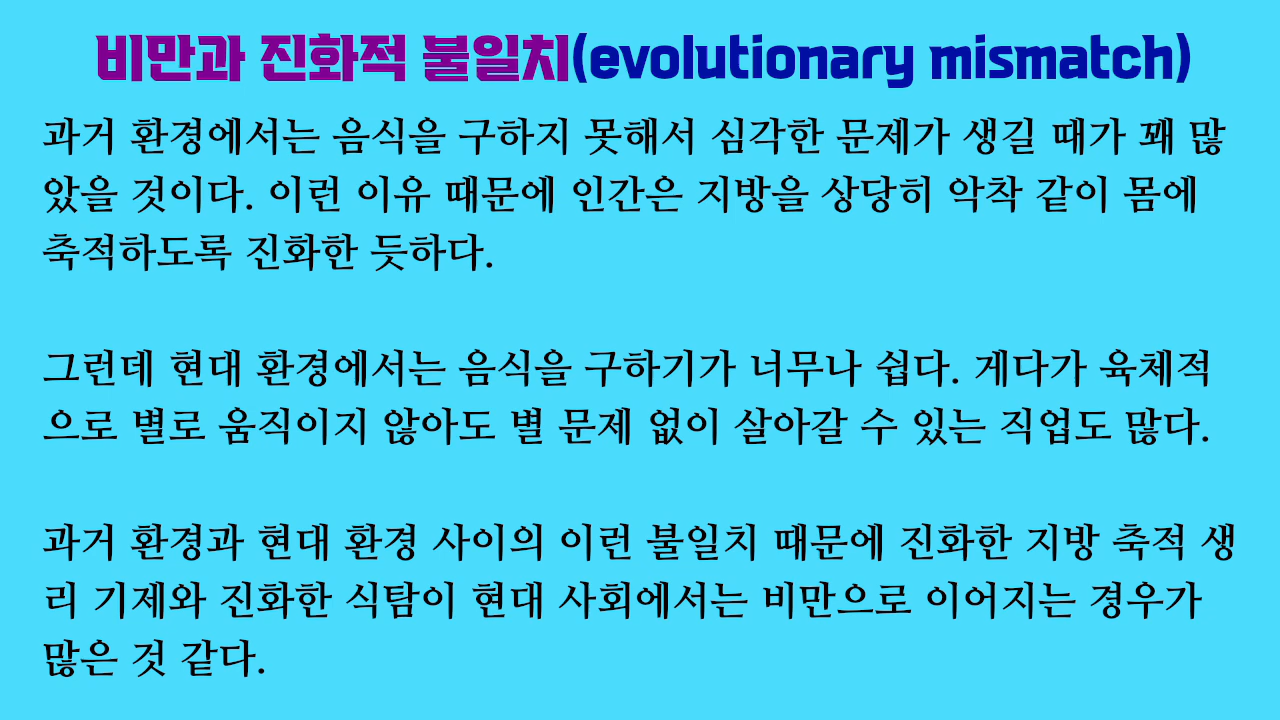 비만과 진화적 불일치(evolutionary mismatch)
과거 환경에서는 음식을 구하지 못해서 심각한 문제가 생길 때가 꽤 많
았을 것이다. 이런 이유 때문에 인간은 지방을 상당히 악착 같이 몸에
축적하도록 진화한 듯하다.
그런데 현대 환경에서는 음식을 구하기가 너무나 쉽다. 게다가 육체적
으로 별로 움직이지 않아도 별 문제 없이 살아갈 수 있는 직업도 많다.
과거 환경과 현대 환경 사이의 이런 불일치 때문에 진화한 지방 축적 생
리 기제와 진화한 식탐이 현대 사회에서는 비만으로 이어지는 경우가
많은 것 같다.